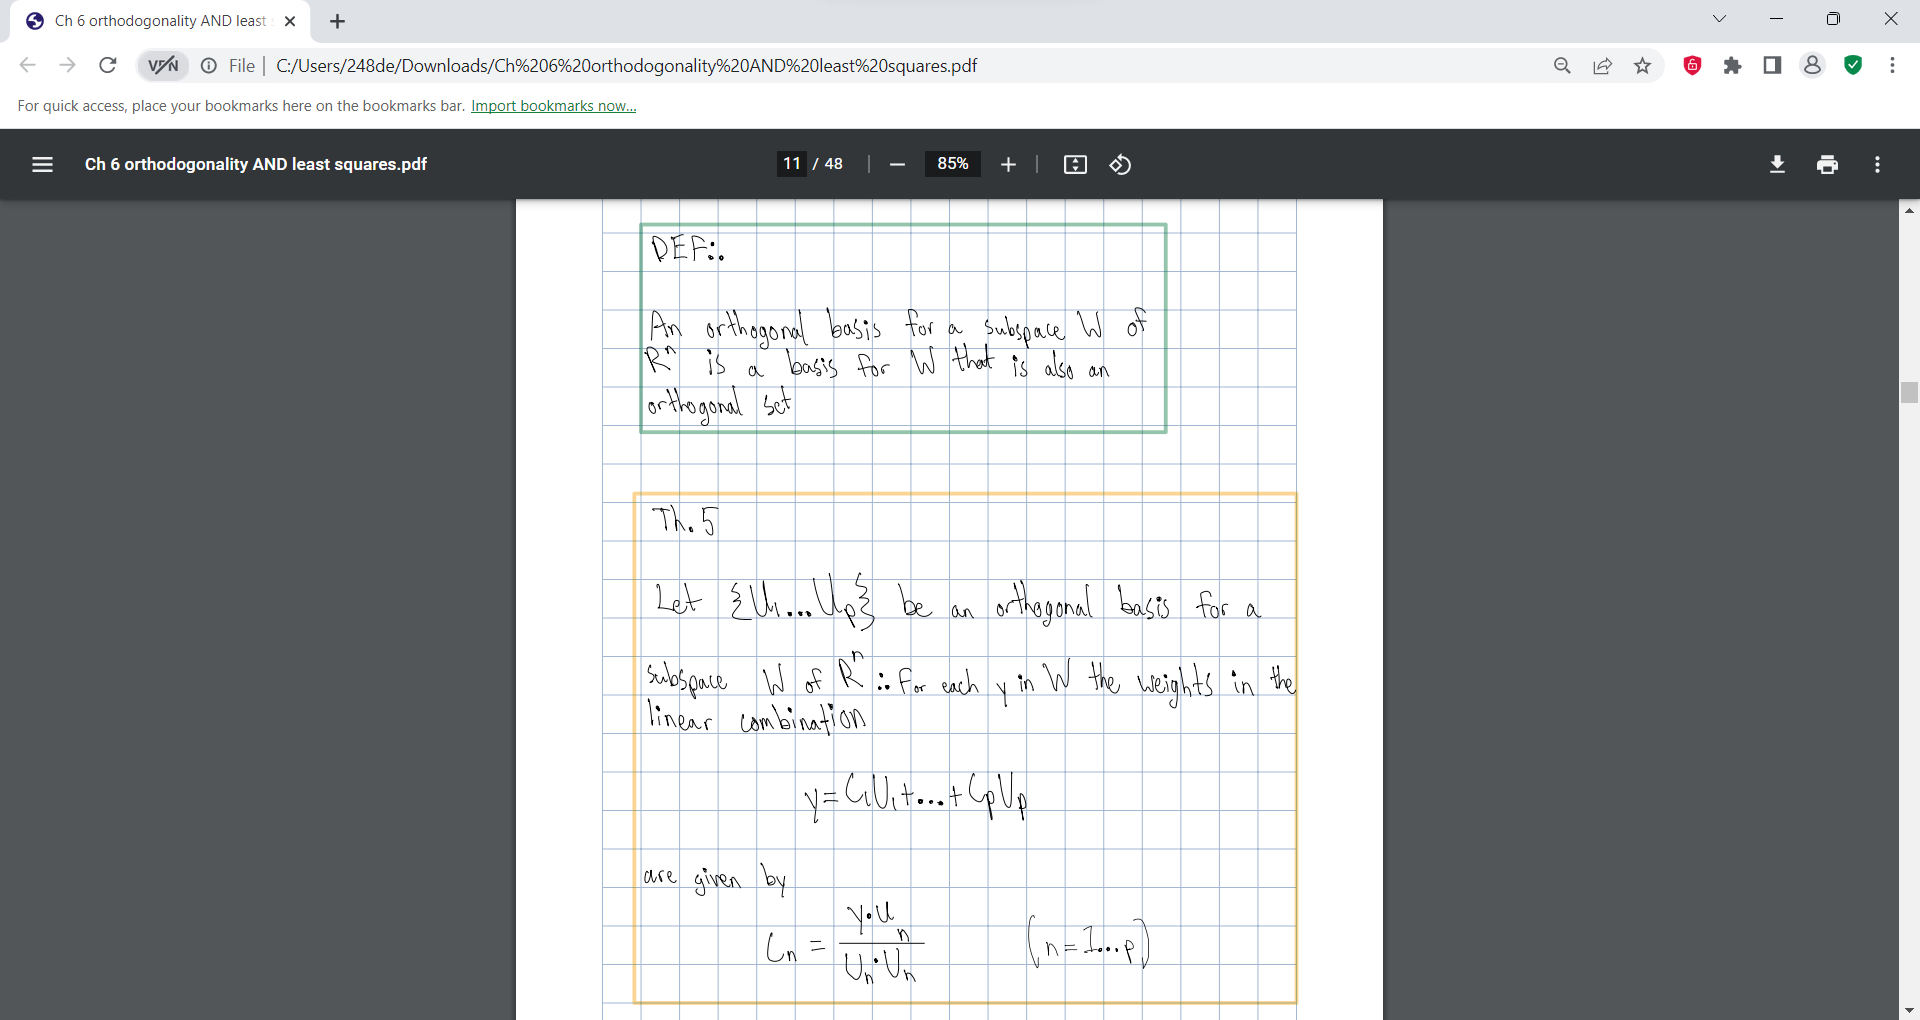 Ch 6 orthodogonality AND least
VPN File C:/Users/248de/Downloads/Ch%206%20orthodogonality%20AND%20least%20squares.pdf
For quick access, place your bookmarks here on the bookmarks bar. Import bookmarks now...
Ch 6 orthodogonality AND least squares.pdf 11 / 48 85%
DEF:.
An orthogonal basis for a subspace W of
Rⁿ is a basis for W that is also an
orthogonal set
Th. 5
Let {U₁...Uₚ} be an orthogonal basis for a
subspace W of Rⁿ :. For each y in W the weights in the
linear combination
y=C₁U₁+...+CₚUₚ
are given by
Cₙ = y•uₙ / Uₙ•Uₙ (n=1...p)